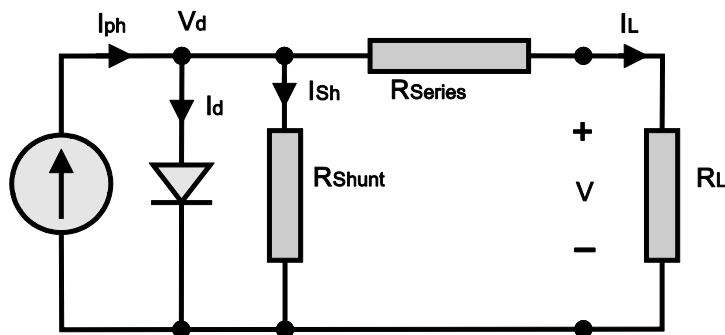 Iph
Vd
IL
Id
ISh
RSeries
RShunt
+
V
−
RL